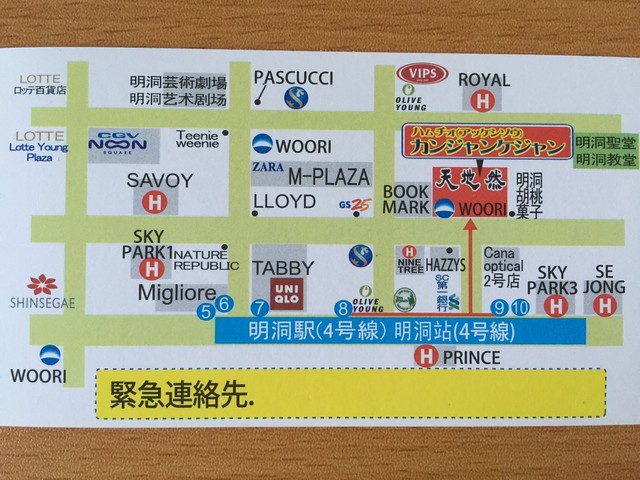 LOTTE
ロッテ百貨店
明洞芸術劇場
明洞艺术剧场
PASCUCCI
VIPS
OLIVE
YOUNG
ROYAL
H
LOTTE
Lotte Young
Plaza
CGV
NOON
SQUARE
Teenie
weenie
WOORI
ZARA
M-PLAZA
LLOYD
GS25
ハムチョ(テッケンゾウ)
カンジャンケジャン
明洞聖堂
明洞教堂
BOOK
MARK
天地然
WOORI
明洞
胡桃
菓子
SAVOY
H
SKY
PARK1
H
NATURE
REPUBLIC
Migliore
TABBY
UNI
QLO
OLIVE
YOUNG
H
NINE
TREE
HAZZYS
SC
第一
銀行
Cana
optical
2号店
SKY
PARK3
H
SE
JONG
H
SHINSEGAE
5 6 7 8 9 10
明洞駅(4号線) 明洞站(4号线)
WOORI
H PRINCE
緊急連絡先.